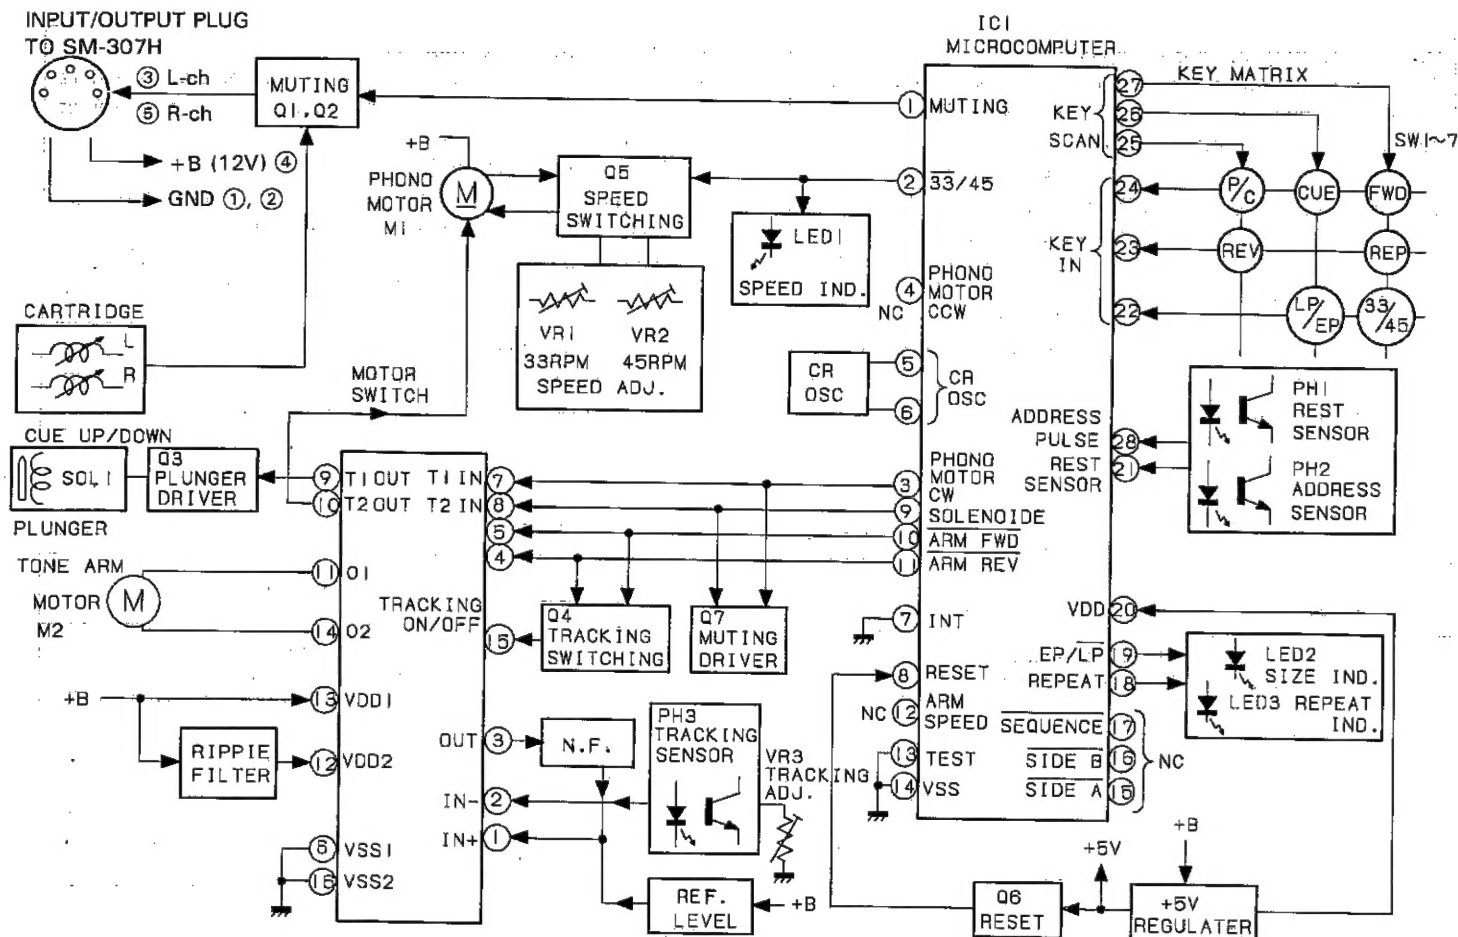 INPUT/OUTPUT PLUG
TO SM-307H
③ L-ch
⑤ R-ch
+B (12V) ④
GND ①, ②
MUTING
Q1,Q2
+B
PHONO
MOTOR
M1
M
Q5
SPEED
SWITCHING
VR1
33RPM
VR2
45RPM
SPEED ADJ.
LED1
SPEED IND.
CARTRIDGE
L
R
MOTOR
SWITCH
CUE UP/DOWN
SOL1
PLUNGER
Q3
PLUNGER
DRIVER
TONE ARM
MOTOR
M2
M
+B
RIPPIE
FILTER
9 T1OUT
10 T2OUT
11 O1
14 O2
13 VDD1
12 VDD2
6 VSS1
16 VSS2
T1 IN 7
T2 IN 8
5
4
TRACKING
ON/OFF
15
OUT 3
IN- 2
IN+ 1
Q4
TRACKING
SWITCHING
Q7
MUTING
DRIVER
N.F.
PH3
TRACKING
SENSOR
VR3
TRACKING
ADJ.
REF.
LEVEL
+B
IC1
MICROCOMPUTER
1 MUTING
2 33/45
4 PHONO
MOTOR
CCW
NC
CR
OSC
5
6
CR
OSC
3 PHONO
MOTOR
CW
9 SOLENOIDE
10 ARM FWD
11 ARM REV
7 INT
8 RESET
NC 12 ARM
SPEED
13 TEST
14 VSS
KEY
SCAN
27
26
25
KEY MATRIX
SW1~7
KEY
IN
24
23
22
P/C
CUE
FWD
REV
REP
LP/EP
33/45
ADDRESS
PULSE 28
REST
SENSOR 21
PH1
REST
SENSOR
PH2
ADDRESS
SENSOR
VDD 20
EP/LP 19
REPEAT 18
SEQUENCE 17
SIDE B 16
SIDE A 15
NC
LED2
SIZE IND.
LED3 REPEAT
IND.
+B
+5V
Q6
RESET
+5V
REGULATER